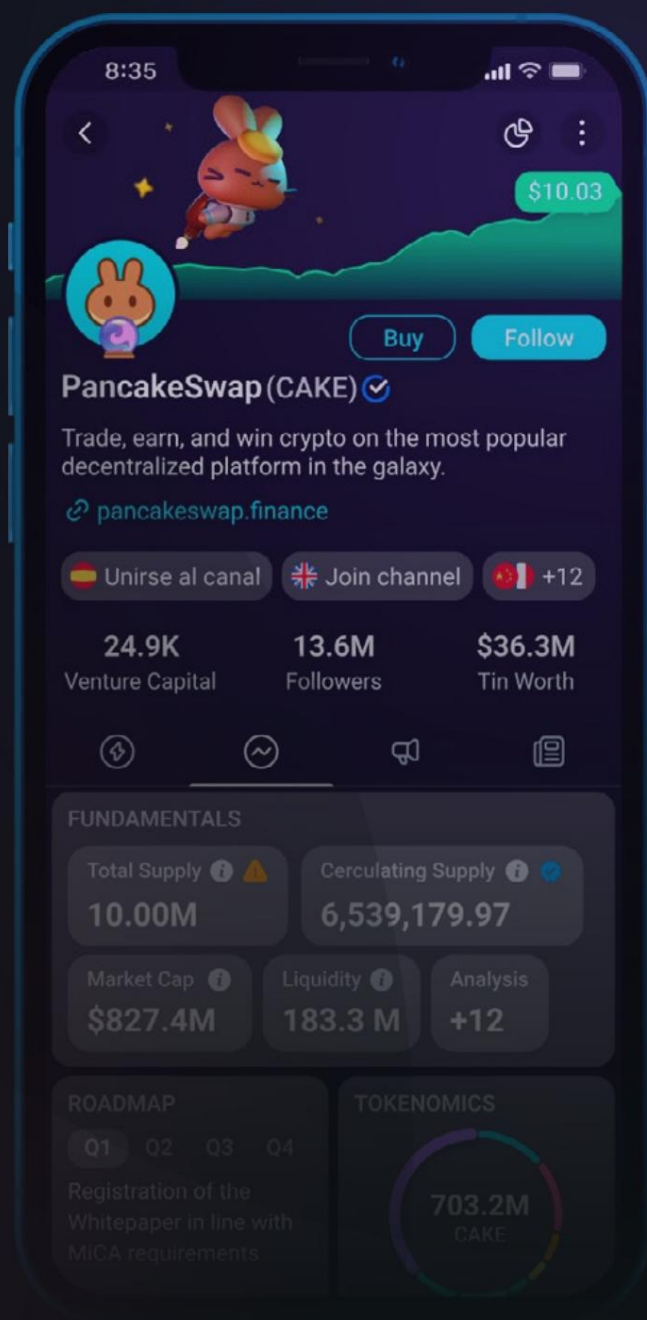 8:35
$10.03
Buy
Follow
PancakeSwap (CAKE)
Trade, earn, and win crypto on the most popular
decentralized platform in the galaxy.
pancakeswap.finance
Unirse al canal
Join channel
+12
24.9K
13.6M
$36.3M
Venture Capital
Followers
Tin Worth
FUNDAMENTALS
Total Supply
Cerculating Supply
10.00M
6,539,179.97
Market Cap
Liquidity
Analysis
$827.4M
183.3 M
+12
ROADMAP
TOKENOMICS
Q1 Q2 Q3 Q4
Registration of the
Whitepaper in line with
MiCA requirements
703.2M
CAKE